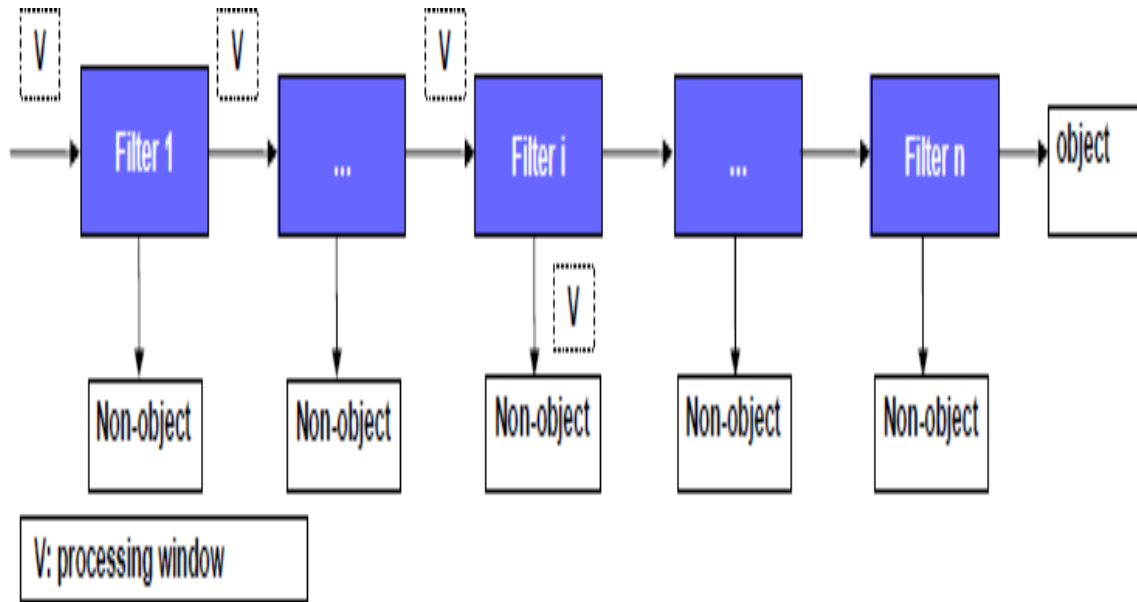 V
V
V
Filter 1
...
Filter i
...
Filter n
object
V
Non-object
Non-object
Non-object
Non-object
Non-object
V: processing window